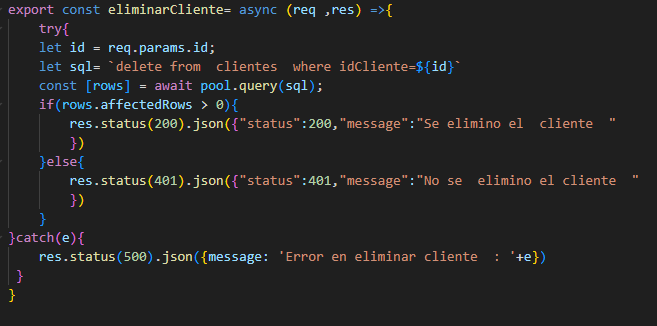 export const eliminarCliente= async (req ,res) =>{
    try{
    let id = req.params.id;
    let sql= `delete from  clientes  where idCliente=${id}`
    const [rows] = await pool.query(sql);
    if(rows.affectedRows > 0){
        res.status(200).json({"status":200,"message":"Se elimino el  cliente  "
        })
    }else{
        res.status(401).json({"status":401,"message":"No se  elimino el cliente  "
        })
    }
}catch(e){
    res.status(500).json({message: 'Error en eliminar cliente  : '+e})
 }
}